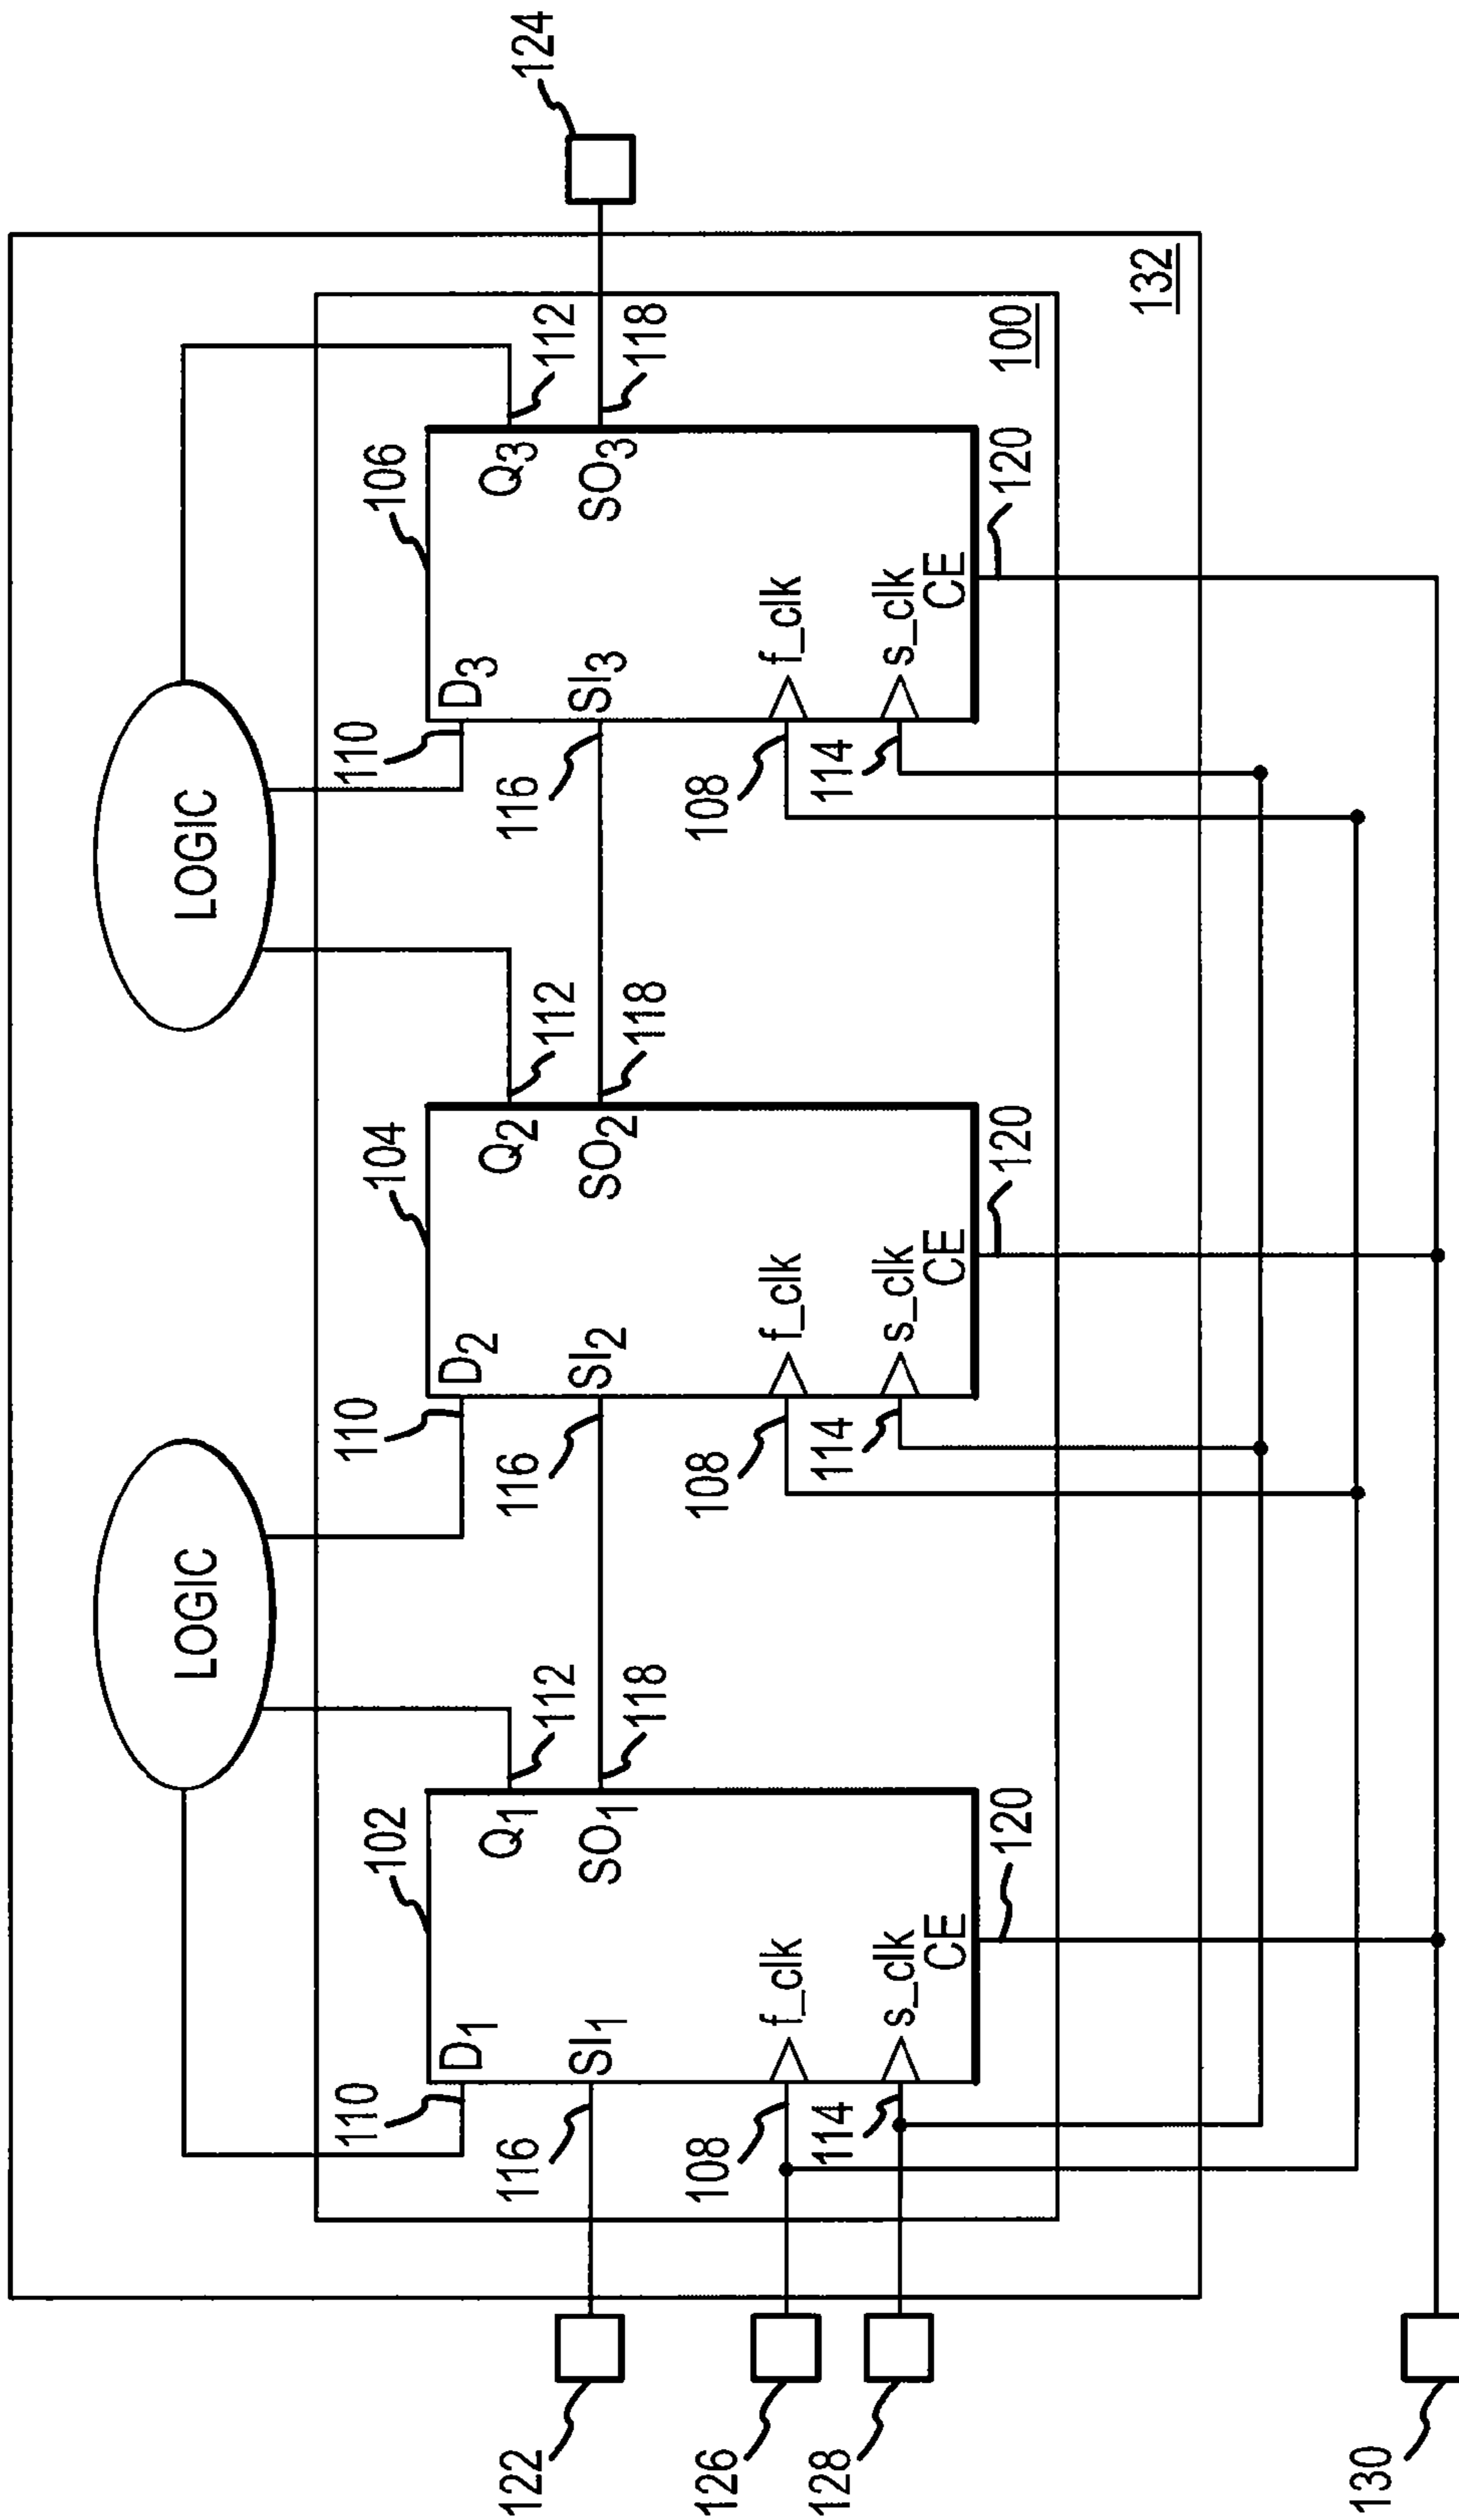 LOGIC
LOGIC
110
110
110
102
104
106
D1
D2
D3
Q1
Q2
Q3
122
116
116
116
124
112
112
112
SI1
SO1
SI2
SO2
SI3
SO3
118
118
118
126
108
108
108
f_clk
f_clk
f_clk
128
114
114
114
s_clk
s_clk
s_clk
CE
CE
CE
120
120
120
100
132
130